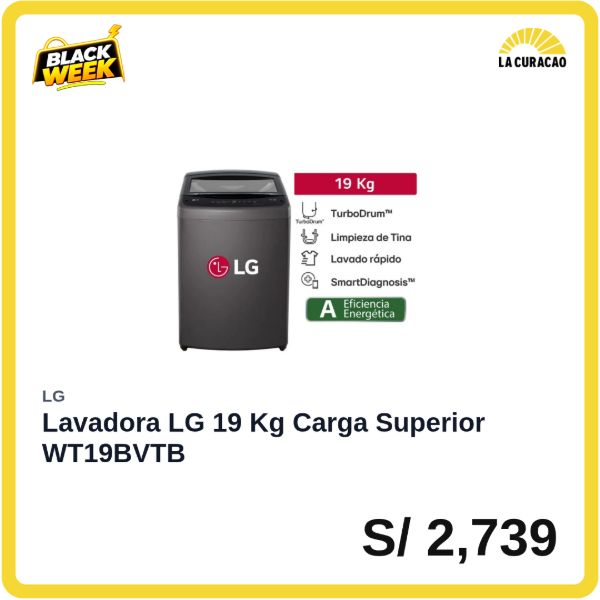 BLACK
WEEK
LA CURACAO
19 Kg
TurboDrum™
TurboDrum™
Limpieza de Tina
Lavado rápido
SmartDiagnosis™
A Eficiencia
Energética
LG
LG
Lavadora LG 19 Kg Carga Superior
WT19BVTB
S/ 2,739